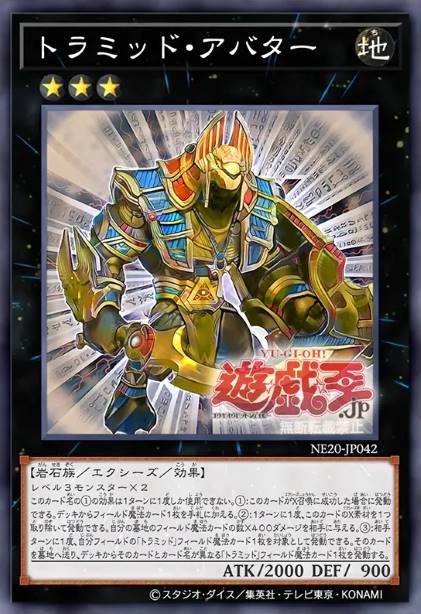 トラミッド・アバター
地
YU-GI-OH!
遊戯王.jp
無断転載禁止
NE20-JP042
【岩石族/エクシーズ/効果】
レベル3モンスター×2
このカード名の①の効果は1ターンに1度しか使用できない。①:このカードがX召喚に成功した場合に発動
できる。デッキからフィールド魔法カード1枚を手札に加える。②:1ターンに1度、このカードのX素材を1つ
取り除いて発動できる。自分の墓地のフィールド魔法カードの数×400ダメージを相手に与える。③:相手
ターンに1度、自分フィールドの「トラミッド」フィールド魔法カード1枚を対象として発動できる。そのカード
を墓地へ送り、デッキからそのカードとカード名が異なる「トラミッド」フィールド魔法カード1枚を発動する。
ATK/2000 DEF/900
©スタジオ・ダイス/集英社・テレビ東京・KONAMI